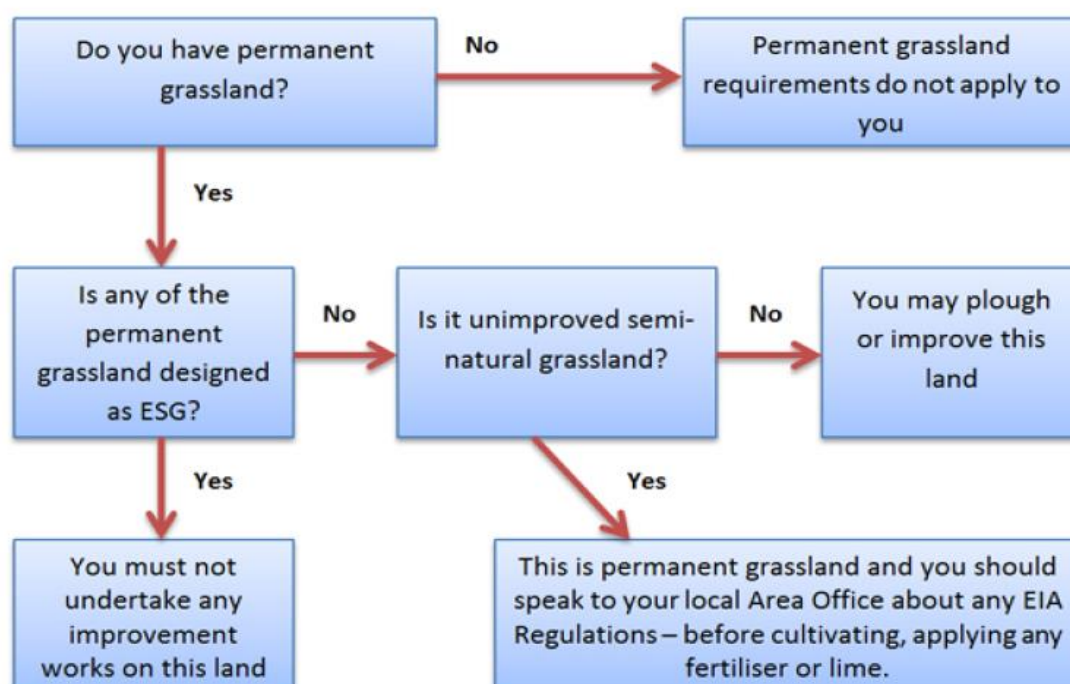 Do you have permanent
grassland?
No
Permanent grassland
requirements do not apply to
you
Yes
Is any of the
permanent
grassland designed
as ESG?
No
Is it unimproved semi-
natural grassland?
No
You may plough
or improve this
land
Yes
You must not
undertake any
improvement
works on this land
Yes
This is permanent grassland and you should
speak to your local Area Office about any EIA
Regulations – before cultivating, applying any
fertiliser or lime.